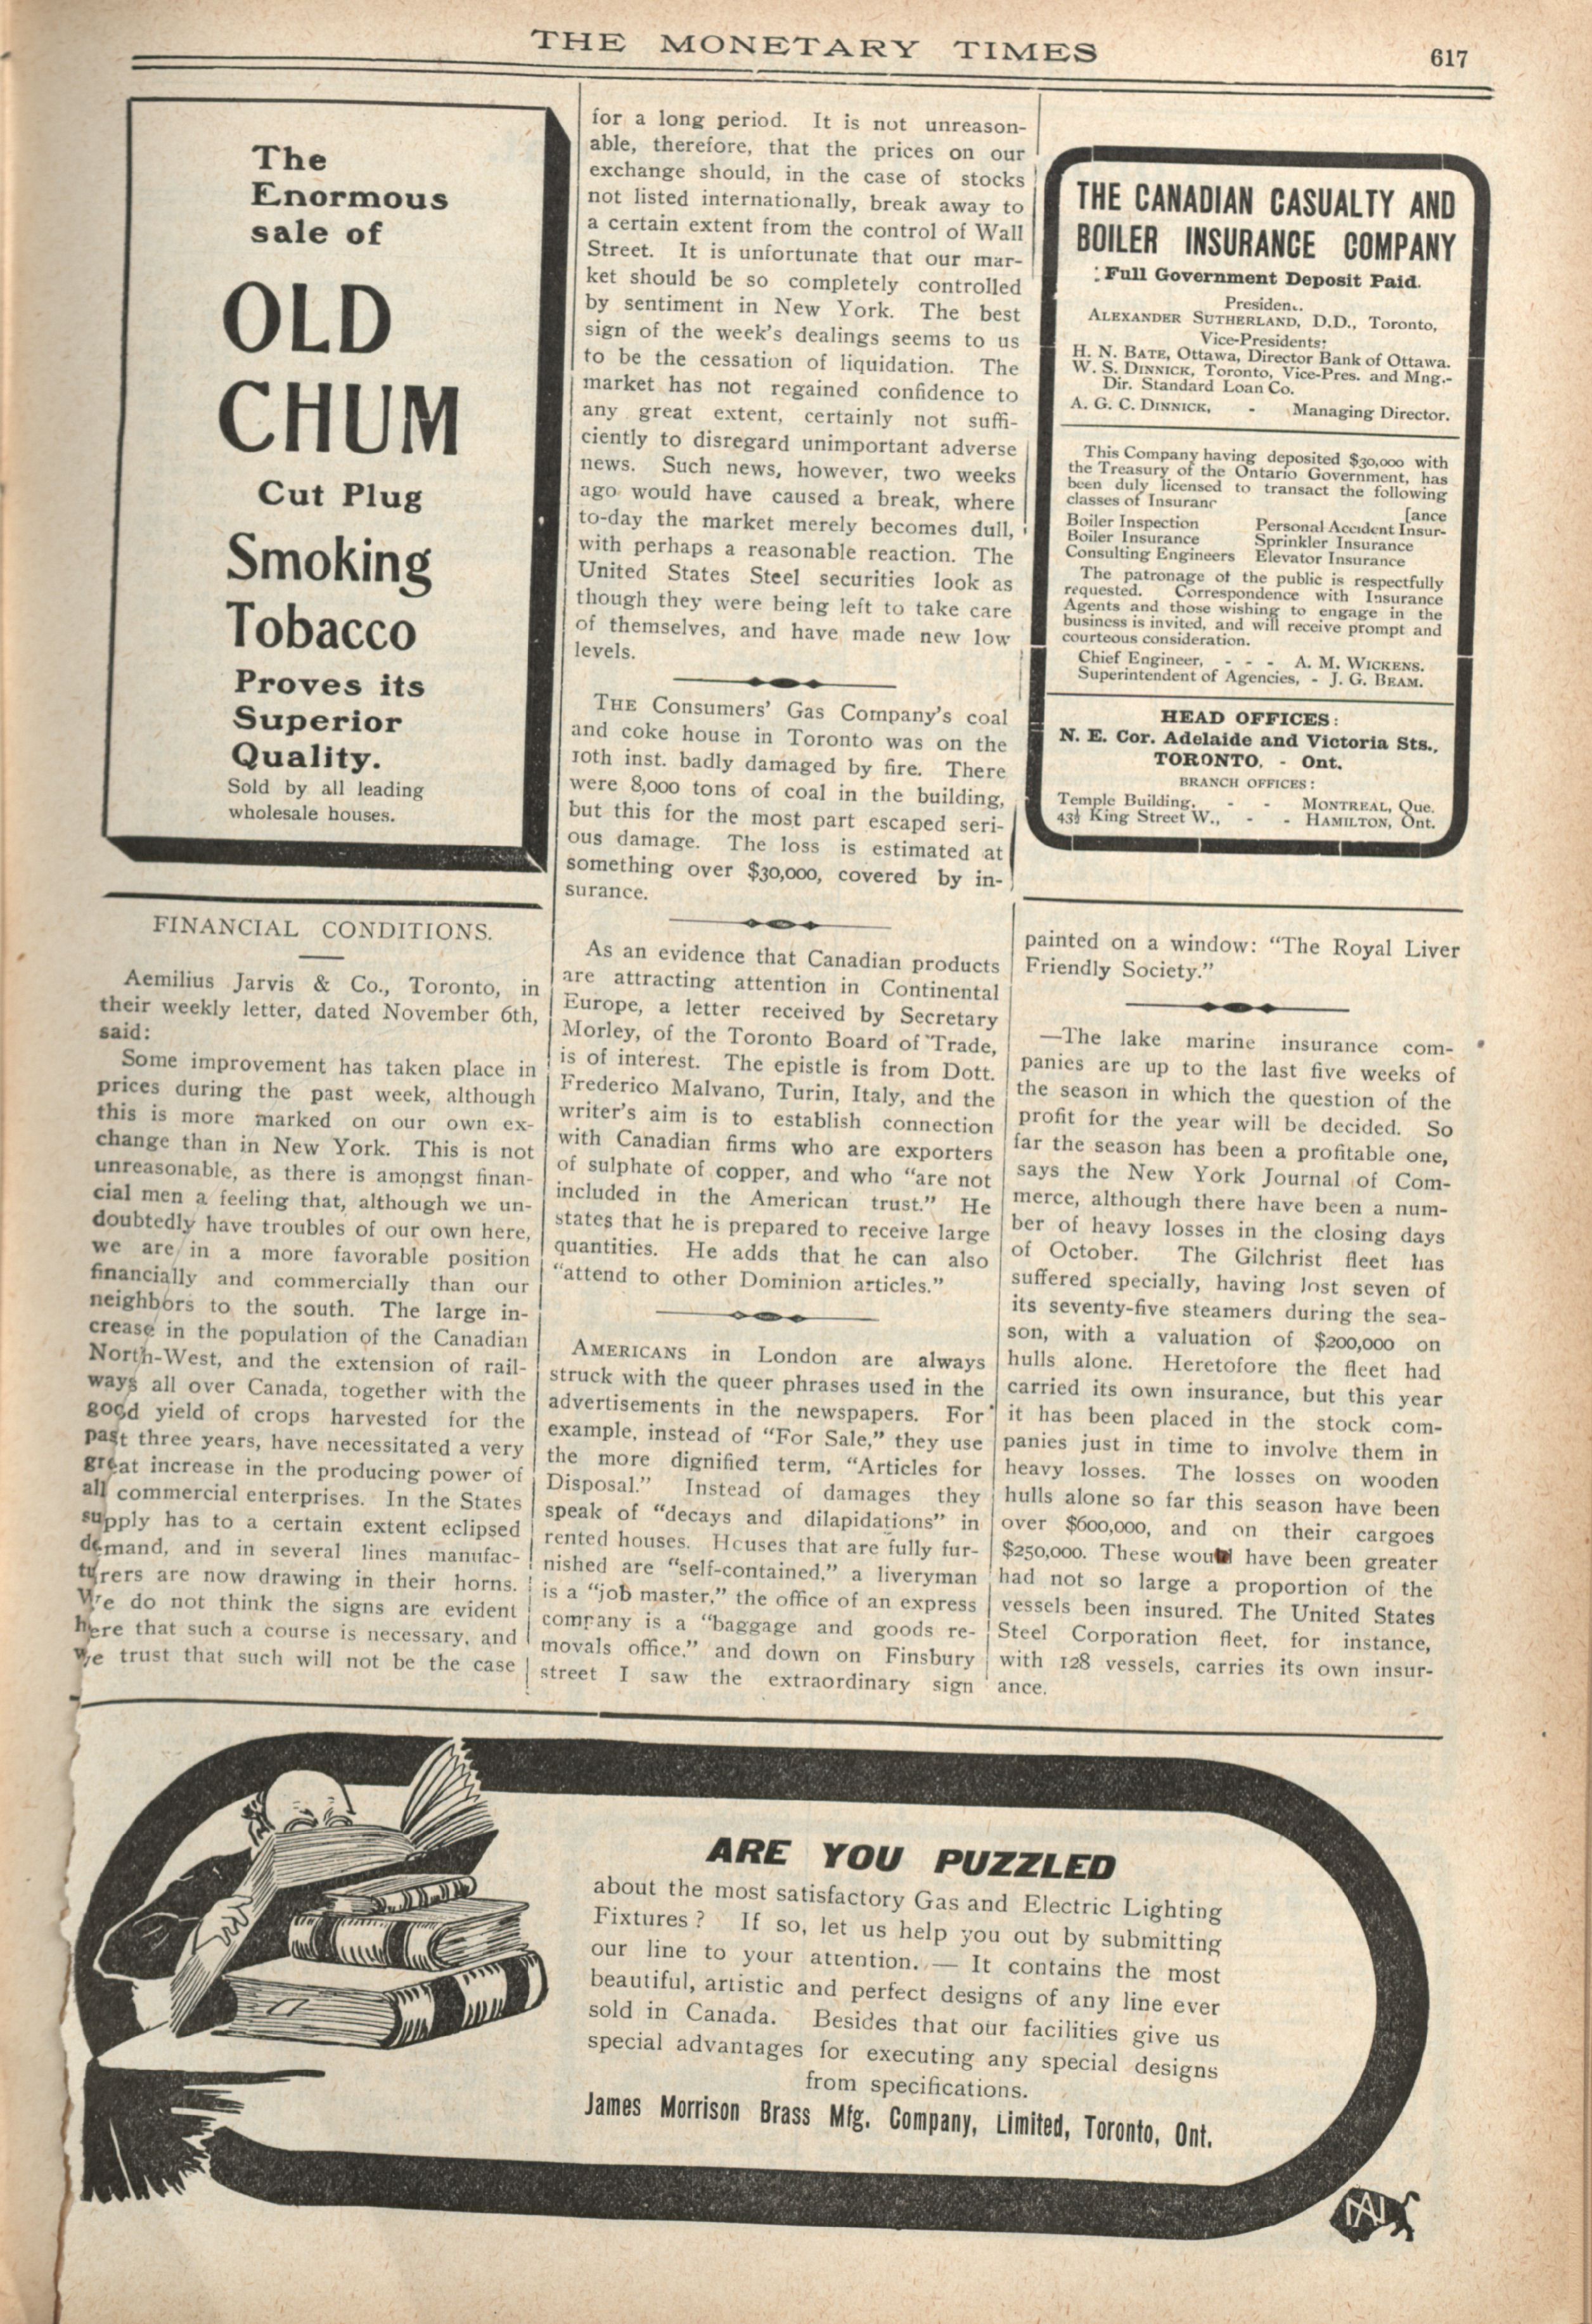 THE MONETARY TIMES
617
The
Enormous
sale of
OLD
CHUM
Cut Plug
Smoking
Tobacco
Proves its
Superior
Quality.
Sold by all leading
wholesale houses.
FINANCIAL CONDITIONS.
Aemilius Jarvis & Co., Toronto, in
their weekly letter, dated November 6th,
said:
Some improvement has taken place in
prices during the past week, although
this is more marked on our own ex-
change than in New York. This is not
unreasonable, as there is amongst finan-
cial men a feeling that, although we un-
doubtedly have troubles of our own here,
we are in a more favorable position
financially and commercially than our
neighbors to the south. The large in-
crease in the population of the Canadian
North-West, and the extension of rail-
ways all over Canada, together with the
good yield of crops harvested for the
past three years, have necessitated a very
great increase in the producing power of
all commercial enterprises. In the States
supply has to a certain extent eclipsed
demand, and in several lines manufac-
turers are now drawing in their horns.
We do not think the signs are evident
here that such a course is necessary, and
we trust that such will not be the case
for a long period. It is not unreason-
able, therefore, that the prices on our
exchange should, in the case of stocks
not listed internationally, break away to
a certain extent from the control of Wall
Street. It is unfortunate that our mar-
ket should be so completely controlled
by sentiment in New York. The best
sign of the week's dealings seems to us
to be the cessation of liquidation. The
market has not regained confidence to
any great extent, certainly not suffi-
ciently to disregard unimportant adverse
news. Such news, however, two weeks
ago would have caused a break, where
to-day the market merely becomes dull,
with perhaps a reasonable reaction. The
United States Steel securities look as
though they were being left to take care
of themselves, and have made new low
levels.
THE Consumers' Gas Company's coal
and coke house in Toronto was on the
10th inst. badly damaged by fire. There
were 8,000 tons of coal in the building,
but this for the most part escaped seri-
ous damage. The loss is estimated at
something over $30,000, covered by in-
surance.
As an evidence that Canadian products
are attracting attention in Continental
Europe, a letter received by Secretary
Morley, of the Toronto Board of Trade,
is of interest. The epistle is from Dott.
Frederico Malvano, Turin, Italy, and the
writer's aim is to establish connection
with Canadian firms who are exporters
of sulphate of copper, and who "are not
included in the American trust." He
states that he is prepared to receive large
quantities. He adds that he can also
"attend to other Dominion articles."
AMERICANS in London are always
struck with the queer phrases used in the
advertisements in the newspapers. For
example, instead of "For Sale," they use
the more dignified term, "Articles for
Disposal." Instead of damages they
speak of "decays and dilapidations" in
rented houses. Houses that are fully fur-
nished are "self-contained," a liveryman
is a "job master," the office of an express
company is a "baggage and goods re-
movals office." and down on Finsbury
street I saw the extraordinary sign
THE CANADIAN CASUALTY AND
BOILER INSURANCE COMPANY
Full Government Deposit Paid.
Presiden..
ALEXANDER SUTHERLAND, D.D., Toronto,
Vice-Presidents:
H. N. BATE, Ottawa, Director Bank of Ottawa.
W. S. DINNICK, Toronto, Vice-Pres. and Mng.-
Dir. Standard Loan Co.
A. G. C. DINNICK, - Managing Director.
This Company having deposited $30,000 with
the Treasury of the Ontario Government, has
been duly licensed to transact the following
classes of Insuranc
[ance
Boiler Inspection Personal Accident Insur-
Boiler Insurance Sprinkler Insurance
Consulting Engineers Elevator Insurance
The patronage of the public is respectfully
requested. Correspondence with Insurance
Agents and those wishing to engage in the
business is invited, and will receive prompt and
courteous consideration.
Chief Engineer, - - - A. M. WICKENS.
Superintendent of Agencies, - J. G. BEAM.
HEAD OFFICES:
N. E. Cor. Adelaide and Victoria Sts.,
TORONTO, - Ont.
BRANCH OFFICES:
Temple Building, - - MONTREAL, Que.
43½ King Street W., - - HAMILTON, Ont.
painted on a window: "The Royal Liver
Friendly Society."
—The lake marine insurance com-
panies are up to the last five weeks of
the season in which the question of the
profit for the year will be decided. So
far the season has been a profitable one,
says the New York Journal of Com-
merce, although there have been a num-
ber of heavy losses in the closing days
of October. The Gilchrist fleet has
suffered specially, having lost seven of
its seventy-five steamers during the sea-
son, with a valuation of $200,000 on
hulls alone. Heretofore the fleet had
carried its own insurance, but this year
it has been placed in the stock com-
panies just in time to involve them in
heavy losses. The losses on wooden
hulls alone so far this season have been
over $600,000, and on their cargoes
$250,000. These would have been greater
had not so large a proportion of the
vessels been insured. The United States
Steel Corporation fleet, for instance,
with 128 vessels, carries its own insur-
ance.
ARE YOU PUZZLED
about the most satisfactory Gas and Electric Lighting
Fixtures? If so, let us help you out by submitting
our line to your attention. — It contains the most
beautiful, artistic and perfect designs of any line ever
sold in Canada. Besides that our facilities give us
special advantages for executing any special designs
from specifications.
James Morrison Brass Mfg. Company, Limited, Toronto, Ont.